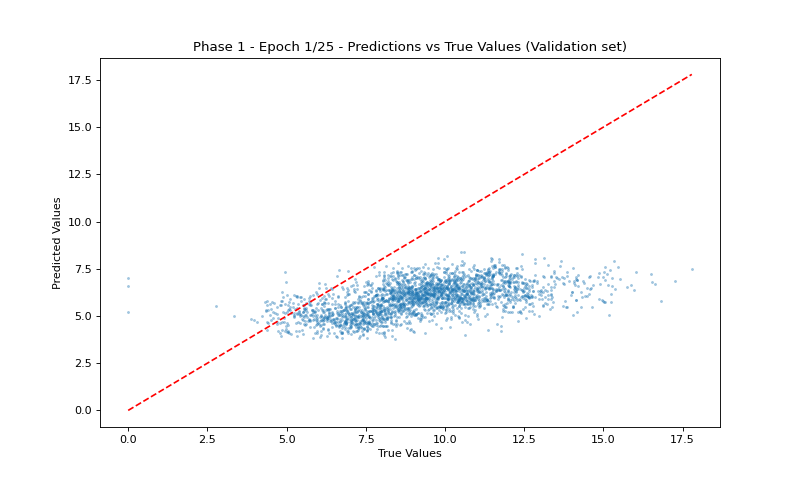 Phase 1 - Epoch 1/25 - Predictions vs True Values (Validation set)
17.5
15.0
12.5
10.0
7.5
5.0
2.5
0.0
Predicted Values
0.0 2.5 5.0 7.5 10.0 12.5 15.0 17.5
True Values